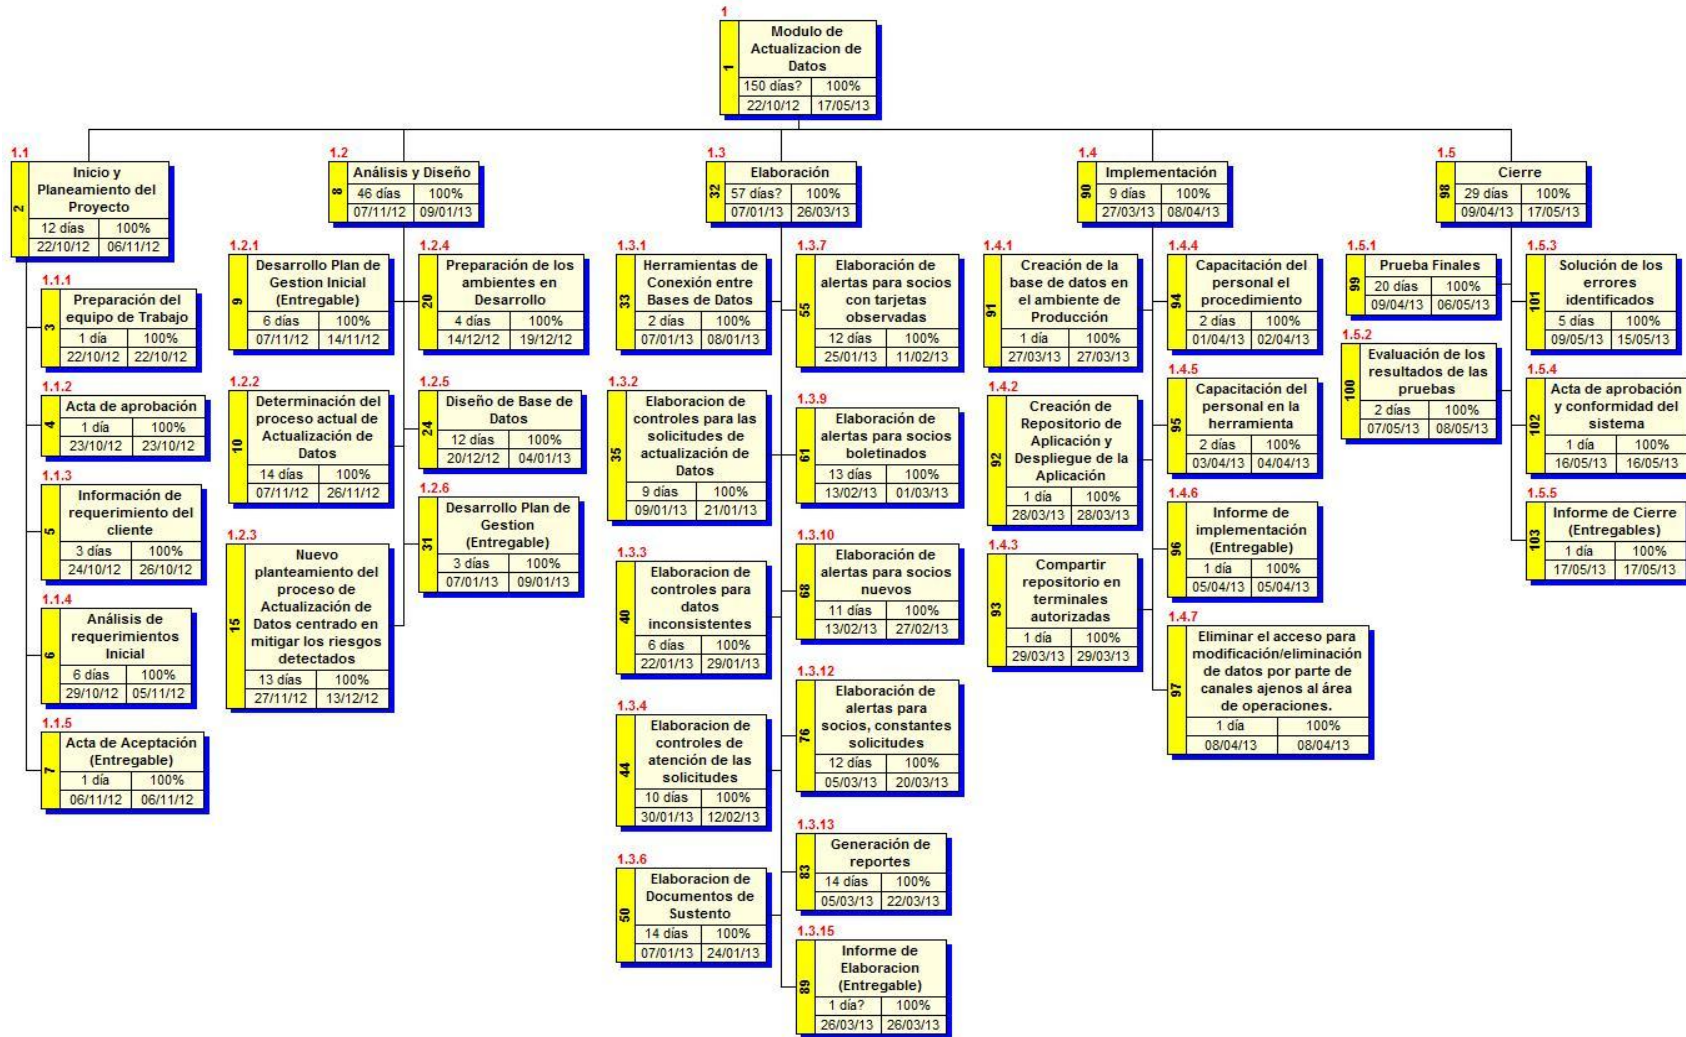 1
1
Modulo de
Actualizacion de
Datos
150 días? 100%
22/10/12 17/05/13
1.1
2
Inicio y
Planeamiento del
Proyecto
12 días 100%
22/10/12 06/11/12
1.1.1
3
Preparación del
equipo de Trabajo
1 día 100%
22/10/12 22/10/12
1.1.2
4
Acta de aprobación
1 día 100%
23/10/12 23/10/12
1.1.3
5
Información de
requerimiento del
cliente
3 días 100%
24/10/12 26/10/12
1.1.4
6
Análisis de
requerimientos
Inicial
6 días 100%
29/10/12 05/11/12
1.1.5
7
Acta de Aceptación
(Entregable)
1 día 100%
06/11/12 06/11/12
1.2
8
Análisis y Diseño
46 días 100%
07/11/12 09/01/13
1.2.1
9
Desarrollo Plan de
Gestion Inicial
(Entregable)
6 días 100%
07/11/12 14/11/12
1.2.2
10
Determinación del
proceso actual de
Actualización de
Datos
14 días 100%
07/11/12 26/11/12
1.2.3
15
Nuevo
planteamiento del
proceso de
Actualización de
Datos centrado en
mitigar los riesgos
detectados
13 días 100%
27/11/12 13/12/12
1.2.4
20
Preparación de los
ambientes en
Desarrollo
4 días 100%
14/12/12 19/12/12
1.2.5
24
Diseño de Base de
Datos
12 días 100%
20/12/12 04/01/13
1.2.6
31
Desarrollo Plan de
Gestion
(Entregable)
3 días 100%
07/01/13 09/01/13
1.3
32
Elaboración
57 días? 100%
07/01/13 26/03/13
1.3.1
33
Herramientas de
Conexión entre
Bases de Datos
2 días 100%
07/01/13 08/01/13
1.3.2
35
Elaboracion de
controles para las
solicitudes de
actualización de
Datos
9 días 100%
09/01/13 21/01/13
1.3.3
40
Elaboracion de
controles para
datos
inconsistentes
6 días 100%
22/01/13 29/01/13
1.3.4
44
Elaboracion de
controles de
atención de las
solicitudes
10 días 100%
30/01/13 12/02/13
1.3.6
50
Elaboracion de
Documentos de
Sustento
14 días 100%
07/01/13 24/01/13
1.3.7
55
Elaboración de
alertas para socios
con tarjetas
observadas
12 días 100%
25/01/13 11/02/13
1.3.9
61
Elaboración de
alertas para socios
boletinados
13 días 100%
13/02/13 01/03/13
1.3.10
68
Elaboración de
alertas para socios
nuevos
11 días 100%
13/02/13 27/02/13
1.3.12
76
Elaboración de
alertas para
socios, constantes
solicitudes
12 días 100%
05/03/13 20/03/13
1.3.13
83
Generación de
reportes
14 días 100%
05/03/13 22/03/13
1.3.15
89
Informe de
Elaboracion
(Entregable)
1 día? 100%
26/03/13 26/03/13
1.4
90
Implementación
9 días 100%
27/03/13 08/04/13
1.4.1
91
Creación de la
base de datos en
el ambiente de
Producción
1 día 100%
27/03/13 27/03/13
1.4.2
92
Creación de
Repositorio de
Aplicación y
Despliegue de la
Aplicación
1 día 100%
28/03/13 28/03/13
1.4.3
93
Compartir
repositorio en
terminales
autorizadas
1 día 100%
29/03/13 29/03/13
1.4.4
94
Capacitación del
personal el
procedimiento
2 días 100%
01/04/13 02/04/13
1.4.5
95
Capacitación del
personal en la
herramienta
2 días 100%
03/04/13 04/04/13
1.4.6
96
Informe de
implementación
(Entregable)
1 día 100%
05/04/13 05/04/13
1.4.7
97
Eliminar el acceso para
modificación/eliminación
de datos por parte de
canales ajenos al área
de operaciones.
1 día 100%
08/04/13 08/04/13
1.5
98
Cierre
29 días 100%
09/04/13 17/05/13
1.5.1
99
Prueba Finales
20 días 100%
09/04/13 06/05/13
1.5.2
100
Evaluación de los
resultados de las
pruebas
2 días 100%
07/05/13 08/05/13
1.5.3
101
Solución de los
errores
identificados
5 días 100%
09/05/13 15/05/13
1.5.4
102
Acta de aprobación
y conformidad del
sistema
1 día 100%
16/05/13 16/05/13
1.5.5
103
Informe de Cierre
(Entregables)
1 día 100%
17/05/13 17/05/13